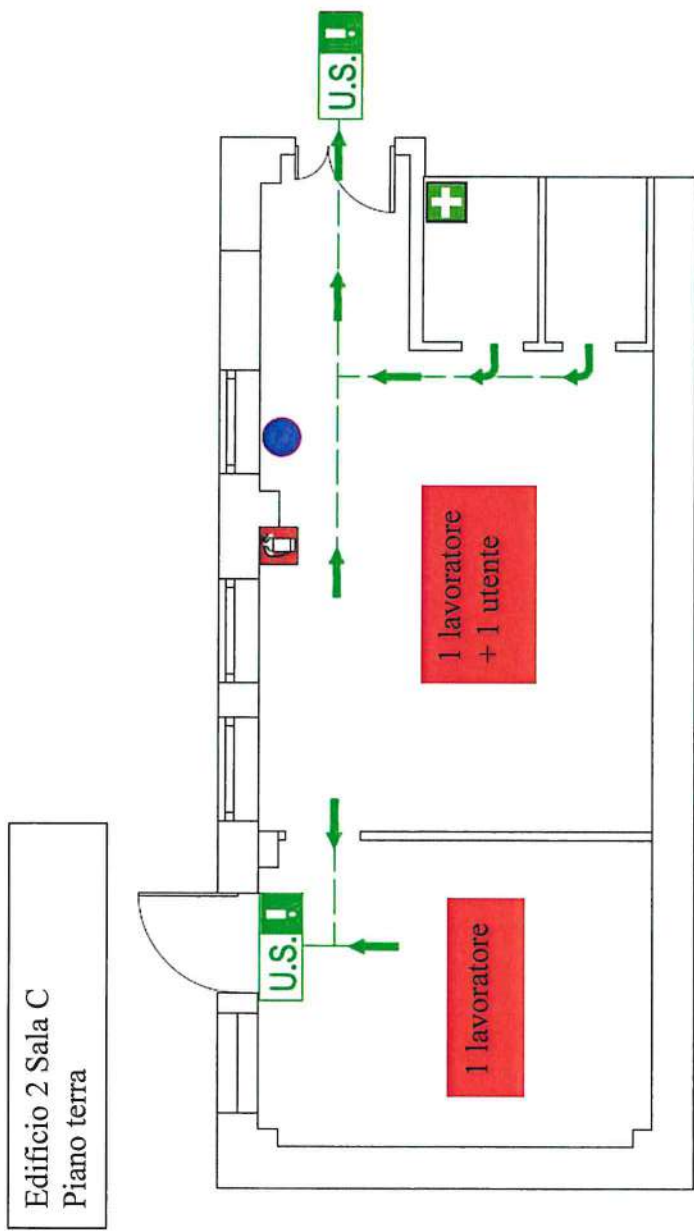 Edificio 2 Sala C
Piano terra
U.S.
U.S.
1 lavoratore
1 lavoratore
+ 1 utente